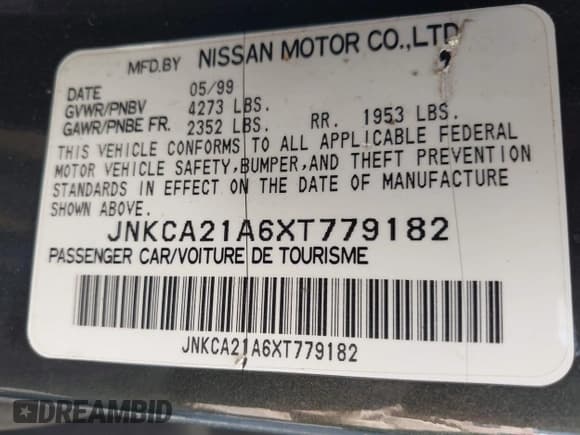 MFD.BY NISSAN MOTOR CO.,LTD
DATE 05/99
GVWR/PNBV 4273 LBS.
GAWR/PNBE FR. 2352 LBS. RR. 1953 LBS.
THIS VEHICLE CONFORMS TO ALL APPLICABLE FEDERAL
MOTOR VEHICLE SAFETY,BUMPER,AND THEFT PREVENTION
STANDARDS IN EFFECT ON THE DATE OF MANUFACTURE
SHOWN ABOVE.
JNKCA21A6XT779182
PASSENGER CAR/VOITURE DE TOURISME
JNKCA21A6XT779182
DREAMBID